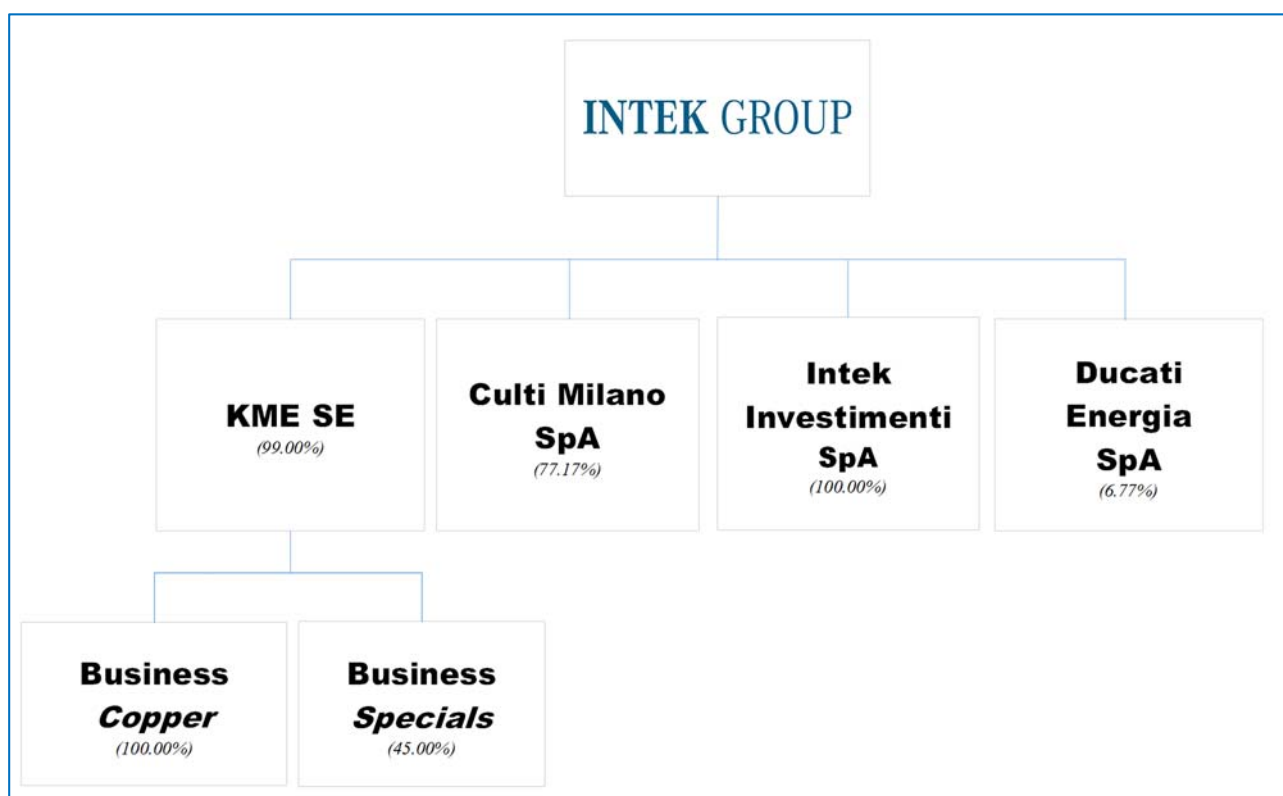 INTEK GROUP
KME SE
(99.00%)
Culti Milano
SpA
(77.17%)
Intek
Investimenti
SpA
(100.00%)
Ducati
Energia
SpA
(6.77%)
Business
Copper
(100.00%)
Business
Specials
(45.00%)